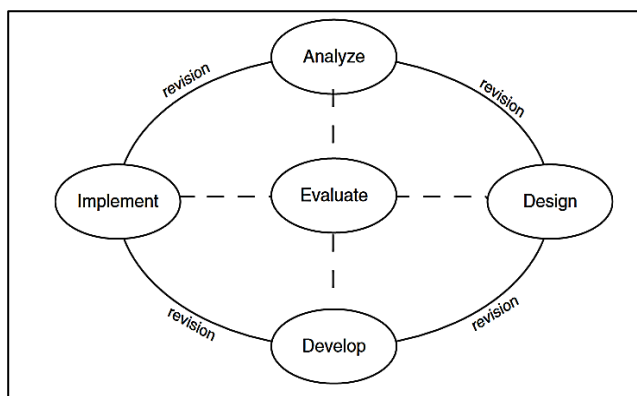 Analyze
revision
revision
Implement
Evaluate
Design
revision
revision
Develop